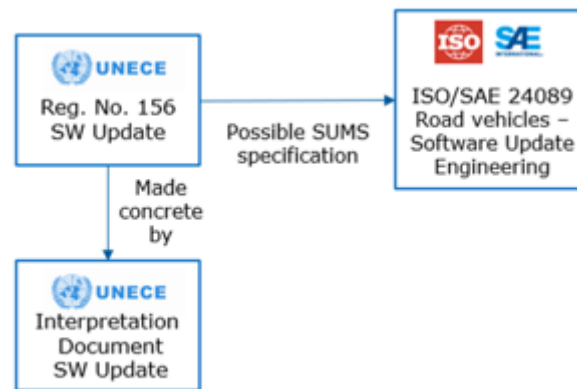 UNECE
Reg. No. 156
SW Update
Possible SUMS
specification
ISO
SAE
INTERNATIONAL
ISO/SAE 24089
Road vehicles –
Software Update
Engineering
Made
concrete
by
UNECE
Interpretation
Document
SW Update